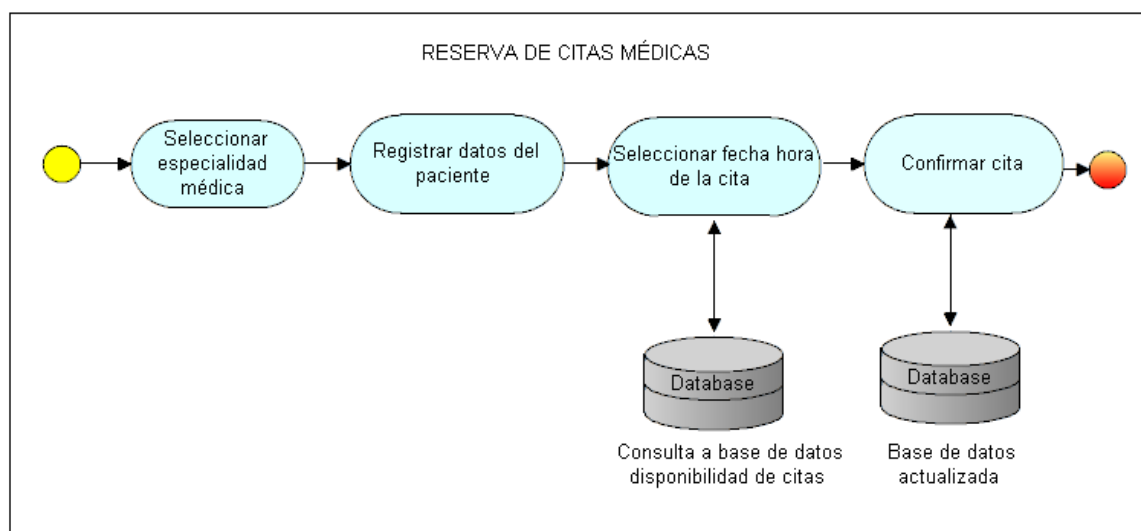 RESERVA DE CITAS MÉDICAS
Seleccionar
especialidad
médica
Registrar datos del
paciente
Seleccionar fecha hora
de la cita
Confirmar cita
Database
Consulta a base de datos
disponibilidad de citas
Database
Base de datos
actualizada